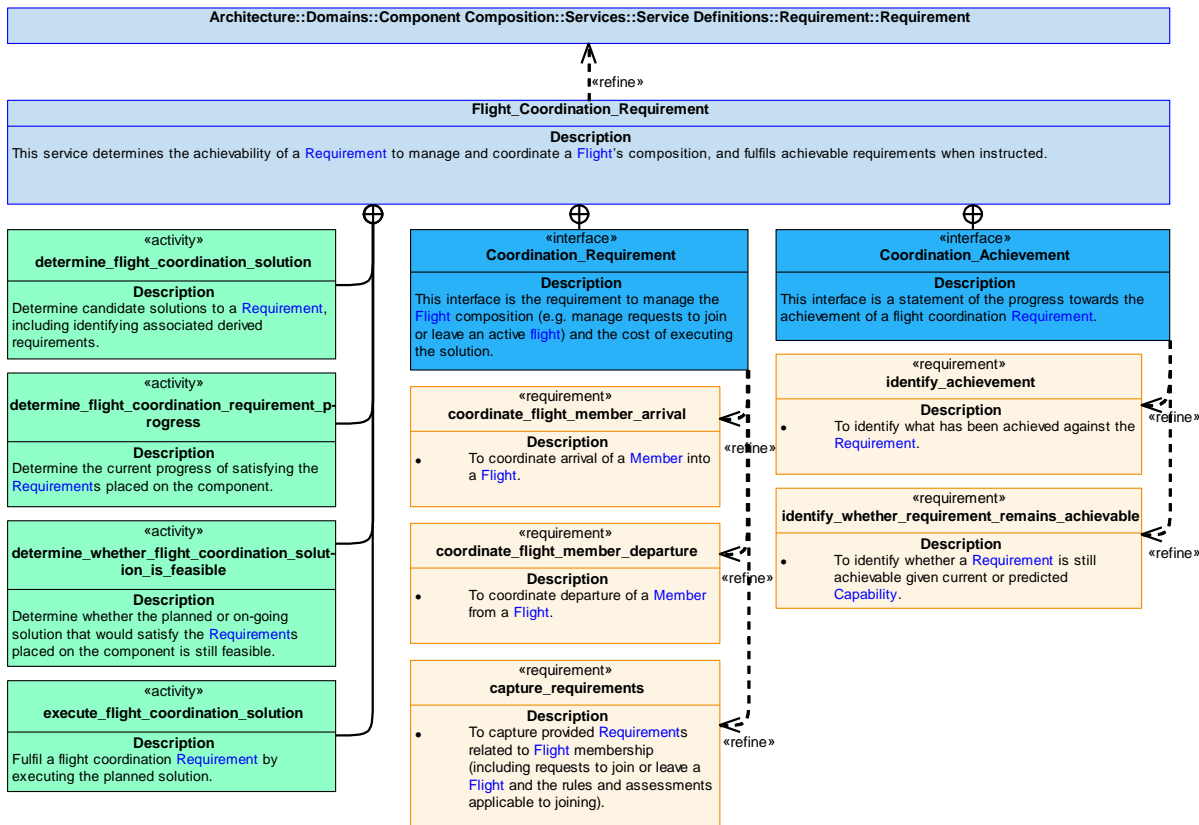 Architecture::Domains::Component Composition::Services::Service Definitions::Requirement::Requirement
«refine»
Flight_Coordination_Requirement
Description
This service determines the achievability of a Requirement to manage and coordinate a Flight's composition, and fulfils achievable requirements when instructed.
«activity»
determine_flight_coordination_solution
Description
Determine candidate solutions to a Requirement,
including identifying associated derived
requirements.
«activity»
determine_flight_coordination_requirement_p-
rogress
Description
Determine the current progress of satisfying the
Requirements placed on the component.
«activity»
determine_whether_flight_coordination_solut-
ion_is_feasible
Description
Determine whether the planned or on-going
solution that would satisfy the Requirements
placed on the component is still feasible.
«activity»
execute_flight_coordination_solution
Description
Fulfil a flight coordination Requirement by
executing the planned solution.
«interface»
Coordination_Requirement
Description
This interface is the requirement to manage the
Flight composition (e.g. manage requests to join
or leave an active flight) and the cost of executing
the solution.
«requirement»
coordinate_flight_member_arrival
Description
• To coordinate arrival of a Member into
a Flight.
«refine»
«requirement»
coordinate_flight_member_departure
Description
• To coordinate departure of a Member
from a Flight.
«refine»
«requirement»
capture_requirements
Description
• To capture provided Requirements
related to Flight membership
(including requests to join or leave a
Flight and the rules and assessments
applicable to joining).
«refine»
«interface»
Coordination_Achievement
Description
This interface is a statement of the progress towards the
achievement of a flight coordination Requirement.
«requirement»
identify_achievement
Description
• To identify what has been achieved against the
Requirement.
«refine»
«requirement»
identify_whether_requirement_remains_achievable
Description
• To identify whether a Requirement is still
achievable given current or predicted
Capability.
«refine»